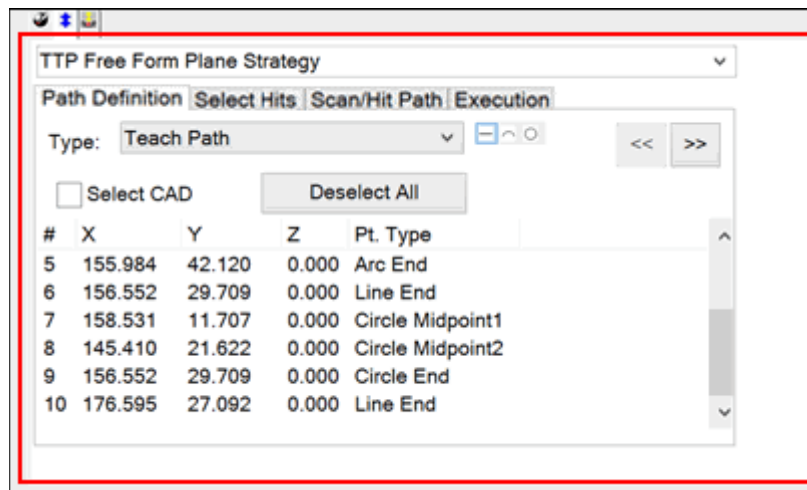 TTP Free Form Plane Strategy
Path Definition Select Hits Scan/Hit Path Execution
Type: Teach Path << >>
Select CAD Deselect All
# X Y Z Pt. Type
5 155.984 42.120 0.000 Arc End
6 156.552 29.709 0.000 Line End
7 158.531 11.707 0.000 Circle Midpoint1
8 145.410 21.622 0.000 Circle Midpoint2
9 156.552 29.709 0.000 Circle End
10 176.595 27.092 0.000 Line End